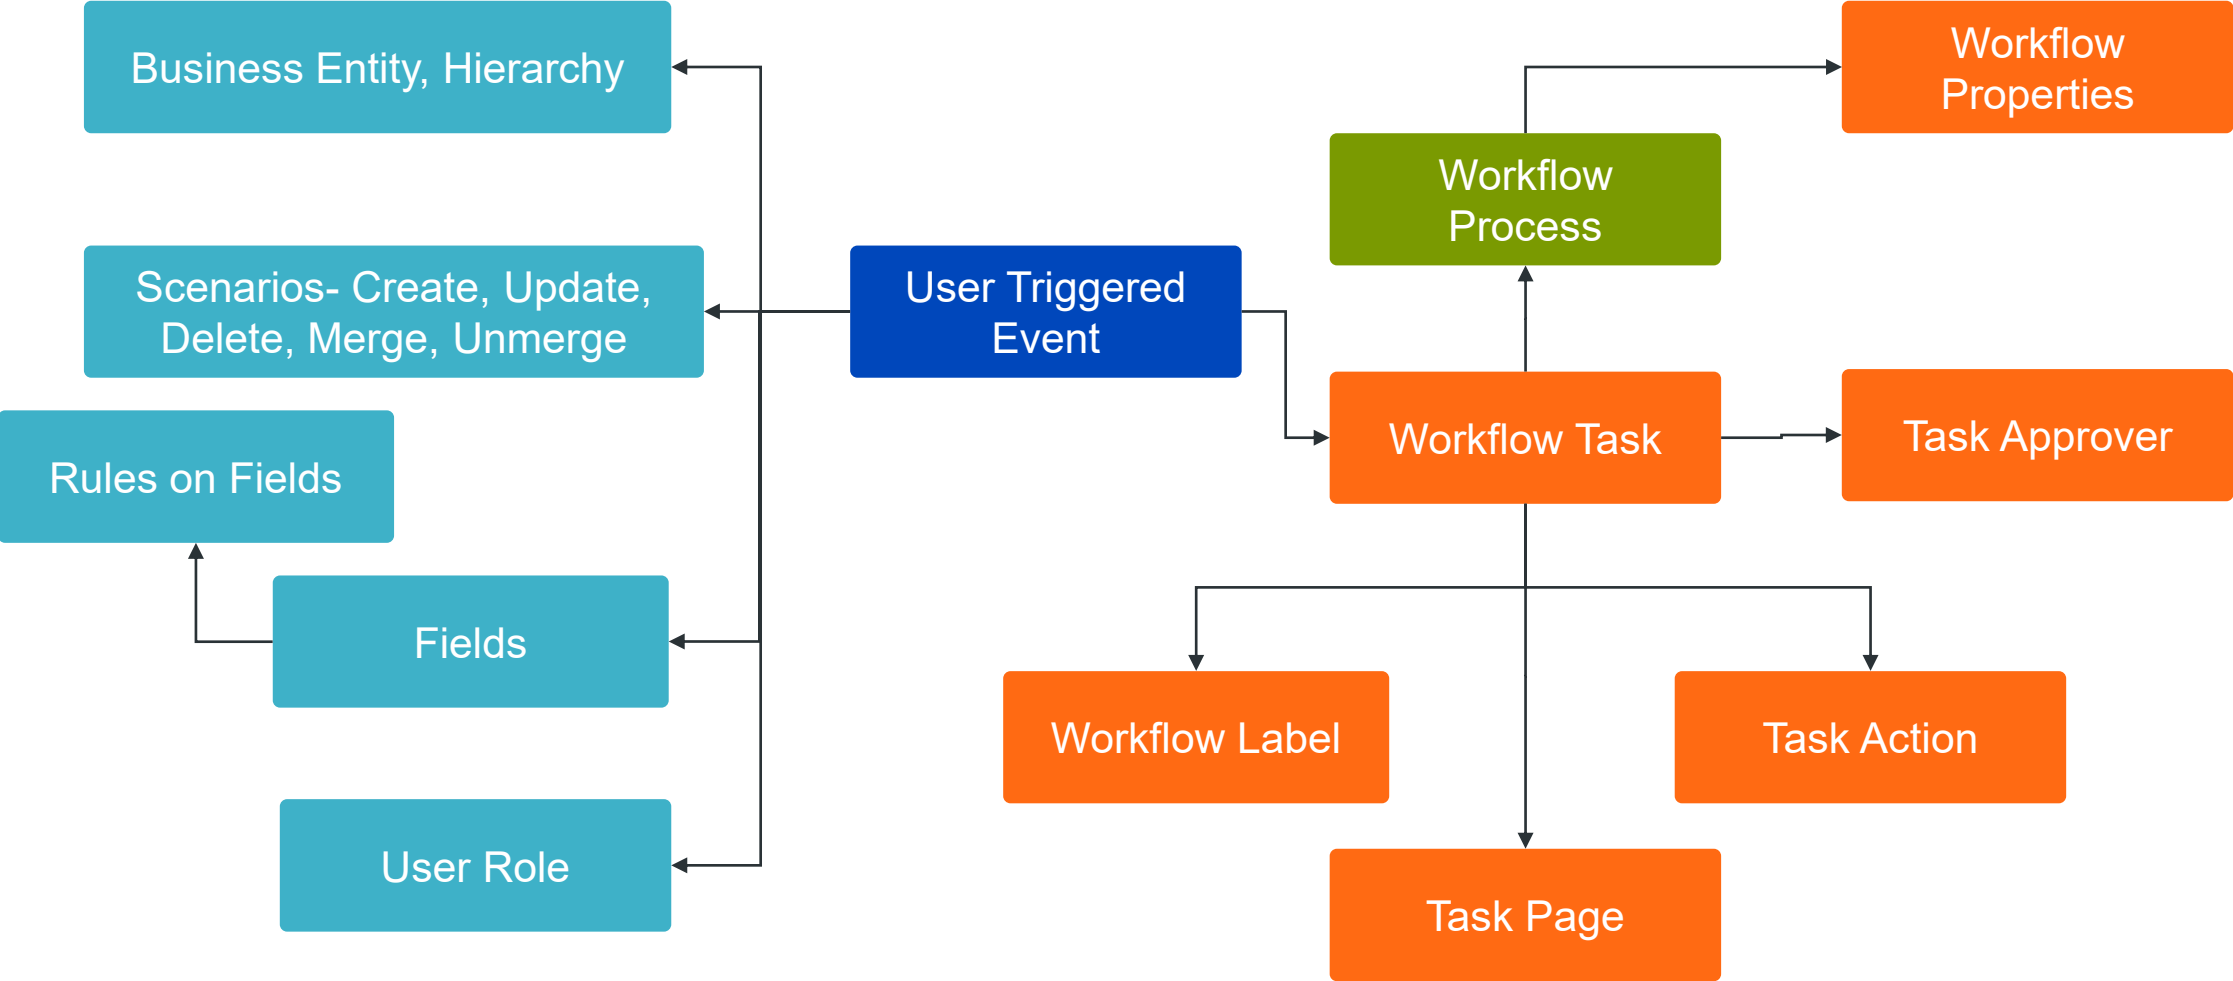 Business Entity, Hierarchy
Scenarios- Create, Update,
Delete, Merge, Unmerge
Rules on Fields
Fields
User Role
User Triggered
Event
Workflow
Process
Workflow
Properties
Workflow Task
Task Approver
Workflow Label
Task Action
Task Page